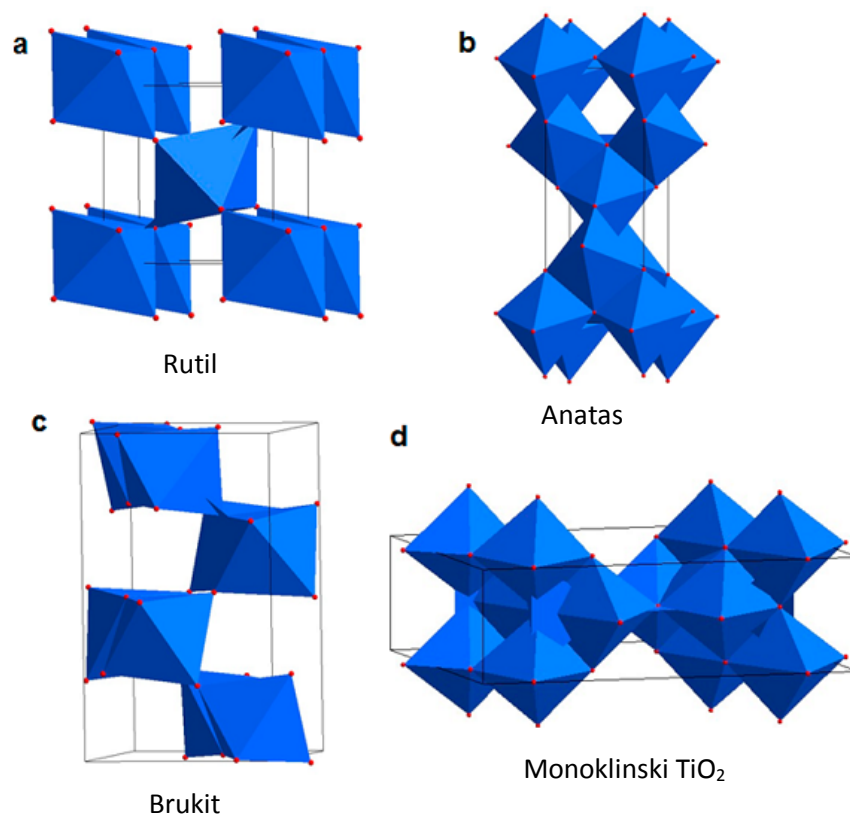 a
Rutil
b
Anatas
c
Brukit
d
Monoklinski TiO₂